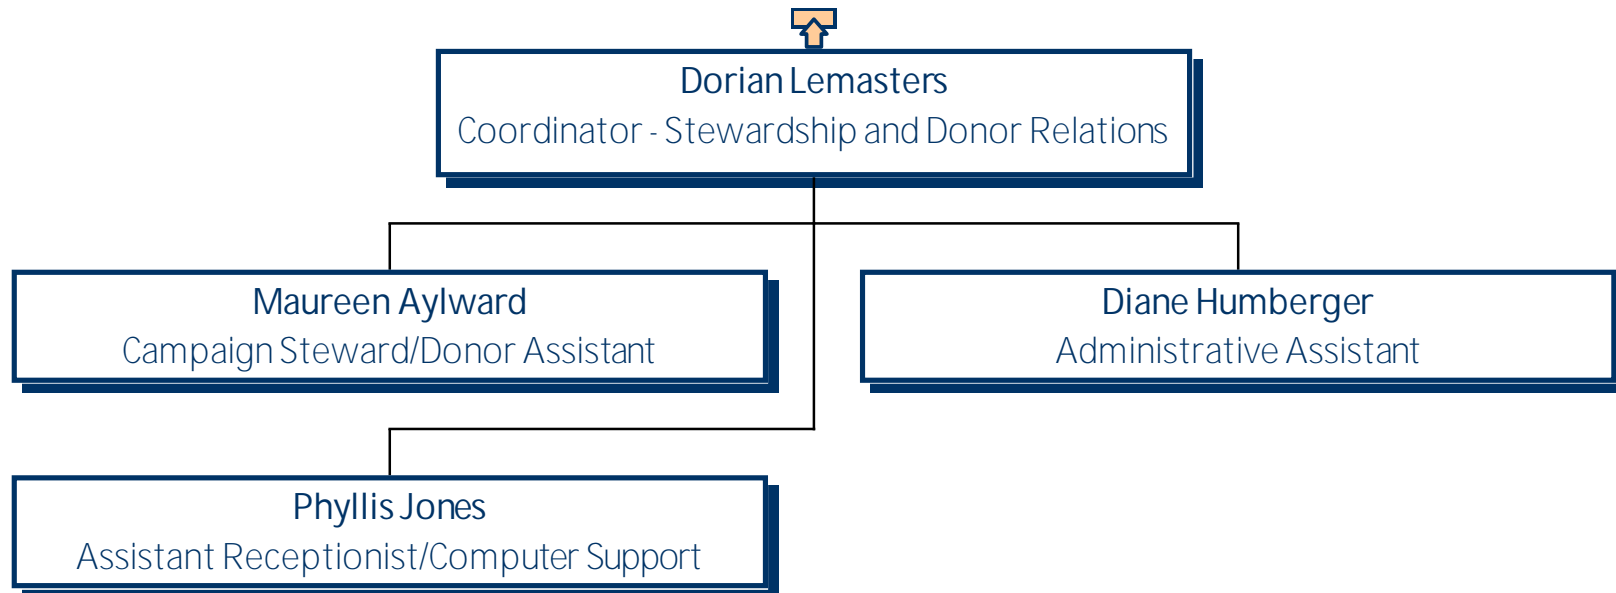 Dorian Lemasters
Coordinator - Stewardship and Donor Relations
Maureen Aylward
Campaign Steward/Donor Assistant
Diane Humberger
Administrative Assistant
Phyllis Jones
Assistant Receptionist/Computer Support